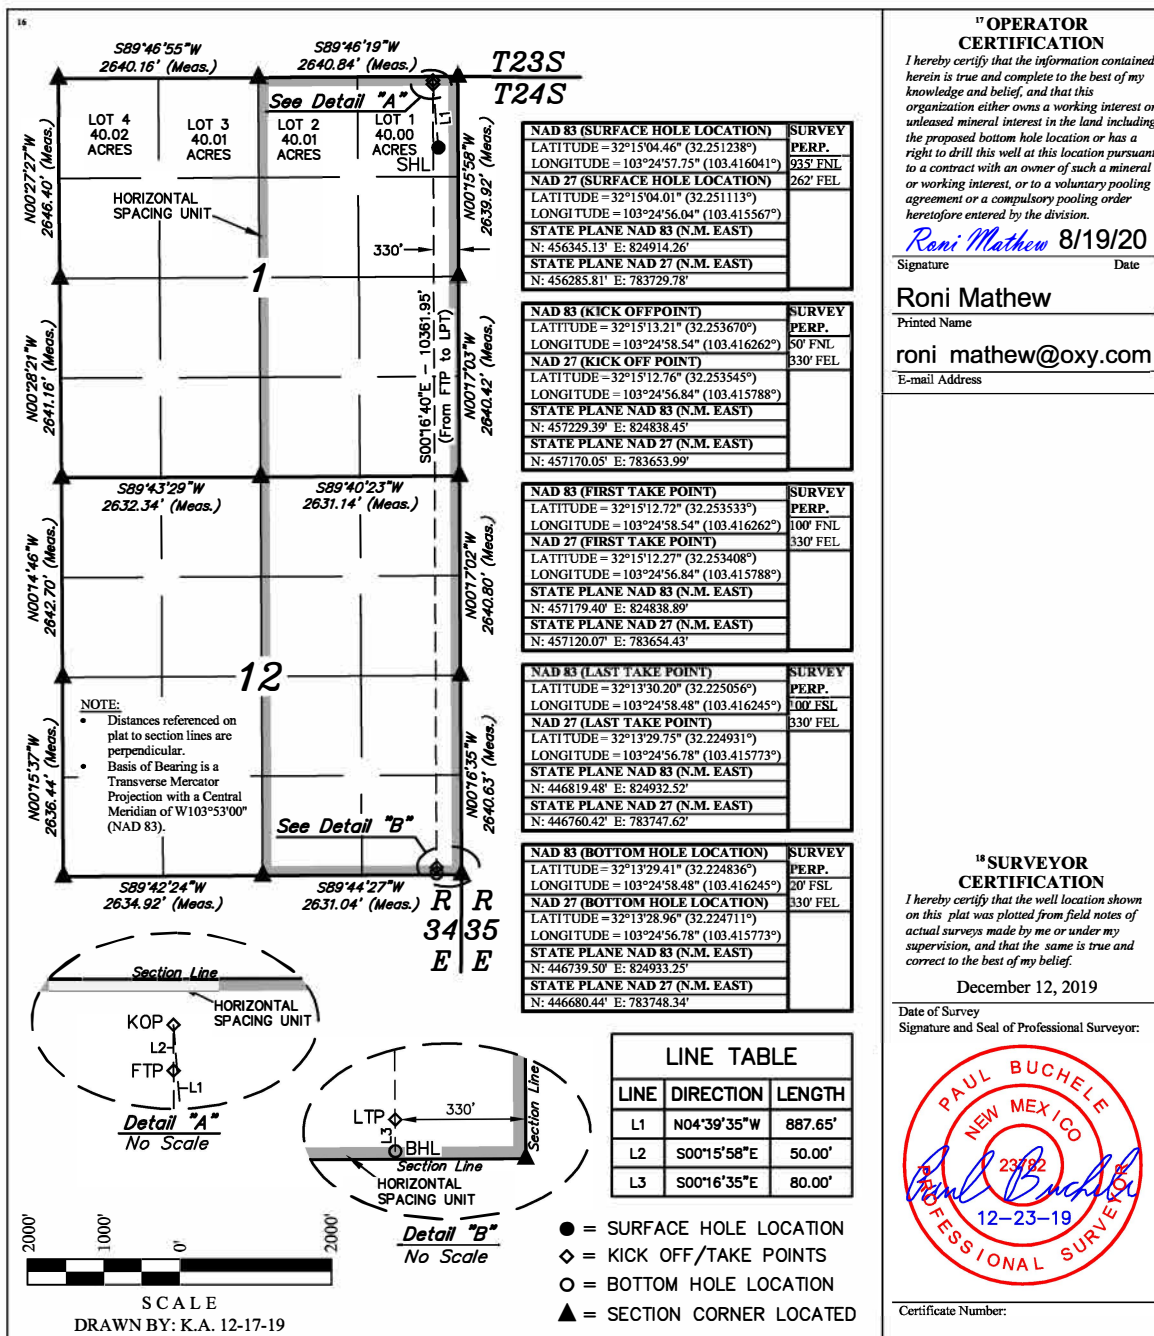 16
S89°46'55"W
2640.16' (Meas.)
S89°46'19"W
2640.84' (Meas.)
T23S
T24S
See Detail "A"
LOT 4
40.02
ACRES
LOT 3
40.01
ACRES
LOT 2
40.01
ACRES
LOT 1
40.00
ACRES
L1
SHL
HORIZONTAL
SPACING UNIT
330'
1
N00°27'27"W
2646.40' (Meas.)
N00°15'58"W
2639.92' (Meas.)
N00°28'21"W
2641.16' (Meas.)
S00°16'40"E – 10361.95'
(From FTP to LPT)
N00°17'03"W
2640.42' (Meas.)
S89°43'29"W
2632.34' (Meas.)
S89°40'23"W
2631.14' (Meas.)
N00°14'46"W
2642.70' (Meas.)
N00°17'02"W
2640.80' (Meas.)
12
NOTE:
• Distances referenced on
plat to section lines are
perpendicular.
• Basis of Bearing is a
Transverse Mercator
Projection with a Central
Meridian of W103°53'00"
(NAD 83).
N00°15'37"W
2636.44' (Meas.)
N00°16'35"W
2640.63' (Meas.)
See Detail "B"
S89°42'24"W
2634.92' (Meas.)
S89°44'27"W
2631.04' (Meas.)
R R
34 35
E E
NAD 83 (SURFACE HOLE LOCATION) SURVEY
LATITUDE = 32°15'04.46" (32.251238°) PERP.
LONGITUDE = 103°24'57.75" (103.416041°) 935' FNL
NAD 27 (SURFACE HOLE LOCATION) 262' FEL
LATITUDE = 32°15'04.01" (32.251113°)
LONGITUDE = 103°24'56.04" (103.415567°)
STATE PLANE NAD 83 (N.M. EAST)
N: 456345.13' E: 824914.26'
STATE PLANE NAD 27 (N.M. EAST)
N: 456285.81' E: 783729.78'
NAD 83 (KICK OFFPOINT) SURVEY
LATITUDE = 32°15'13.21" (32.253670°) PERP.
LONGITUDE = 103°24'58.54" (103.416262°) 50' FNL
NAD 27 (KICK OFF POINT) 330' FEL
LATITUDE = 32°15'12.76" (32.253545°)
LONGITUDE = 103°24'56.84" (103.415788°)
STATE PLANE NAD 83 (N.M. EAST)
N: 457229.39' E: 824838.45'
STATE PLANE NAD 27 (N.M. EAST)
N: 457170.05' E: 783653.99'
NAD 83 (FIRST TAKE POINT) SURVEY
LATITUDE = 32°15'12.72" (32.253533°) PERP.
LONGITUDE = 103°24'58.54" (103.416262°) 100' FNL
NAD 27 (FIRST TAKE POINT) 330' FEL
LATITUDE = 32°15'12.27" (32.253408°)
LONGITUDE = 103°24'56.84" (103.415788°)
STATE PLANE NAD 83 (N.M. EAST)
N: 457179.40' E: 824838.89'
STATE PLANE NAD 27 (N.M. EAST)
N: 457120.07' E: 783654.43'
NAD 83 (LAST TAKE POINT) SURVEY
LATITUDE = 32°13'30.20" (32.225056°) PERP.
LONGITUDE = 103°24'58.48" (103.416245°) 100' FSL
NAD 27 (LAST TAKE POINT) 330' FEL
LATITUDE = 32°13'29.75" (32.224931°)
LONGITUDE = 103°24'56.78" (103.415773°)
STATE PLANE NAD 83 (N.M. EAST)
N: 446819.48' E: 824932.52'
STATE PLANE NAD 27 (N.M. EAST)
N: 446760.42' E: 783747.62'
NAD 83 (BOTTOM HOLE LOCATION) SURVEY
LATITUDE = 32°13'29.41" (32.224836°) PERP.
LONGITUDE = 103°24'58.48" (103.416245°) 20' FSL
NAD 27 (BOTTOM HOLE LOCATION) 330' FEL
LATITUDE = 32°13'28.96" (32.224711°)
LONGITUDE = 103°24'56.78" (103.415773°)
STATE PLANE NAD 83 (N.M. EAST)
N: 446739.50' E: 824933.25'
STATE PLANE NAD 27 (N.M. EAST)
N: 446680.44' E: 783748.34'
Section Line
HORIZONTAL
SPACING UNIT
KOP
L2
FTP
L1
Detail "A"
No Scale
LTP
330'
L3
BHL
Section Line
Section Line
HORIZONTAL
SPACING UNIT
Detail "B"
No Scale
LINE TABLE
LINE DIRECTION LENGTH
L1 N04°39'35"W 887.65'
L2 S00°15'58"E 50.00'
L3 S00°16'35"E 80.00'
2000' 1000' 0' 2000'
SCALE
DRAWN BY: K.A. 12-17-19
● = SURFACE HOLE LOCATION
◇ = KICK OFF/TAKE POINTS
○ = BOTTOM HOLE LOCATION
▲ = SECTION CORNER LOCATED
17 OPERATOR
CERTIFICATION
I hereby certify that the information contained
herein is true and complete to the best of my
knowledge and belief, and that this
organization either owns a working interest or
unleased mineral interest in the land including
the proposed bottom hole location or has a
right to drill this well at this location pursuant
to a contract with an owner of such a mineral
or working interest, or to a voluntary pooling
agreement or a compulsory pooling order
heretofore entered by the division.
Roni Mathew 8/19/20
Signature Date
Roni Mathew
Printed Name
roni mathew@oxy.com
E-mail Address
18 SURVEYOR
CERTIFICATION
I hereby certify that the well location shown
on this plat was plotted from field notes of
actual surveys made by me or under my
supervision, and that the same is true and
correct to the best of my belief.
December 12, 2019
Date of Survey
Signature and Seal of Professional Surveyor:
PAUL BUCHELE
NEW MEXICO
23782
Paul Buchele
12-23-19
PROFESSIONAL SURVEYOR
Certificate Number: